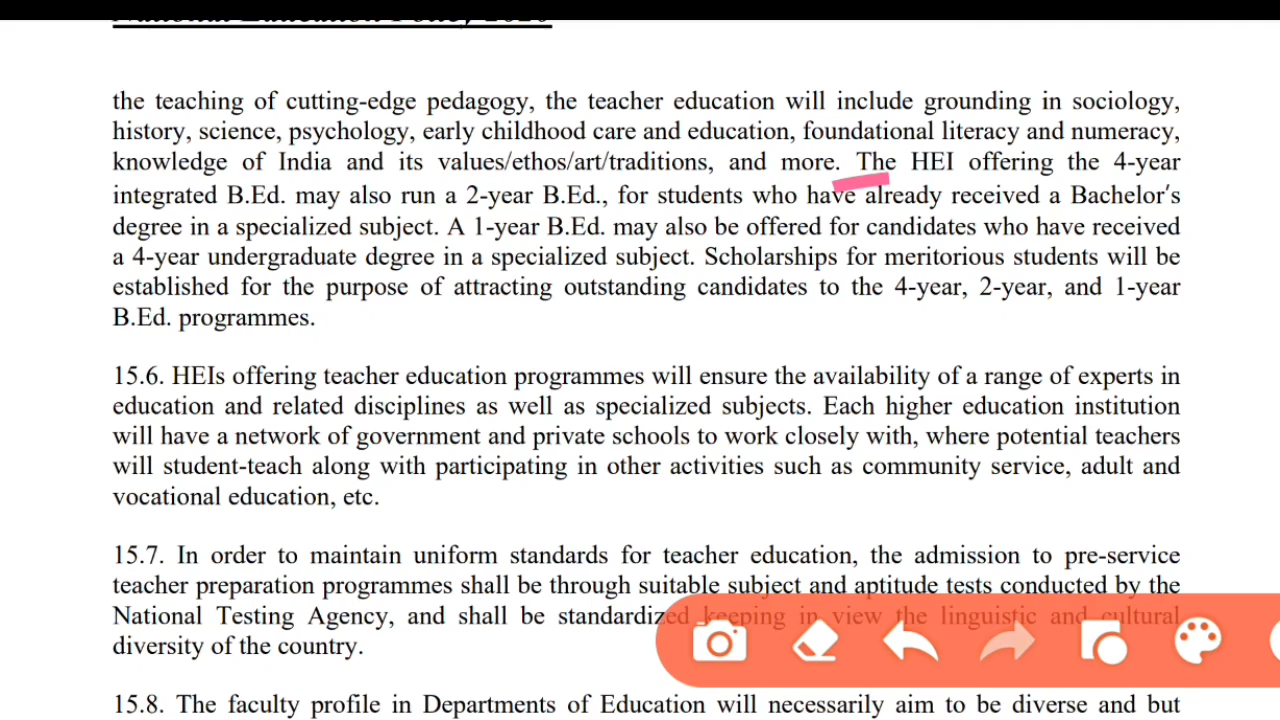 National Education Policy, 2020
the teaching of cutting-edge pedagogy, the teacher education will include grounding in sociology,
history, science, psychology, early childhood care and education, foundational literacy and numeracy,
knowledge of India and its values/ethos/art/traditions, and more. The HEI offering the 4-year
integrated B.Ed. may also run a 2-year B.Ed., for students who have already received a Bachelor's
degree in a specialized subject. A 1-year B.Ed. may also be offered for candidates who have received
a 4-year undergraduate degree in a specialized subject. Scholarships for meritorious students will be
established for the purpose of attracting outstanding candidates to the 4-year, 2-year, and 1-year
B.Ed. programmes.
15.6. HEIs offering teacher education programmes will ensure the availability of a range of experts in
education and related disciplines as well as specialized subjects. Each higher education institution
will have a network of government and private schools to work closely with, where potential teachers
will student-teach along with participating in other activities such as community service, adult and
vocational education, etc.
15.7. In order to maintain uniform standards for teacher education, the admission to pre-service
teacher preparation programmes shall be through suitable subject and aptitude tests conducted by the
National Testing Agency, and shall be standardized keeping in view the linguistic and cultural
diversity of the country.
15.8. The faculty profile in Departments of Education will necessarily aim to be diverse and but